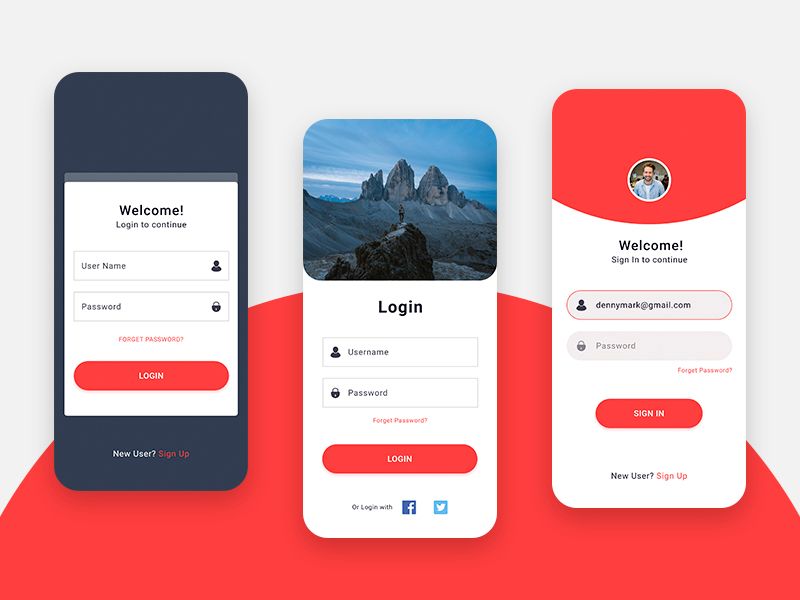 Welcome!
Login to continue
User Name
Password
FORGET PASSWORD?
LOGIN
New User? Sign Up
Login
Username
Password
Forget Password?
LOGIN
Or Login with
Welcome!
Sign In to continue
dennymark@gmail.com
Password
Forget Password?
SIGN IN
New User? Sign Up